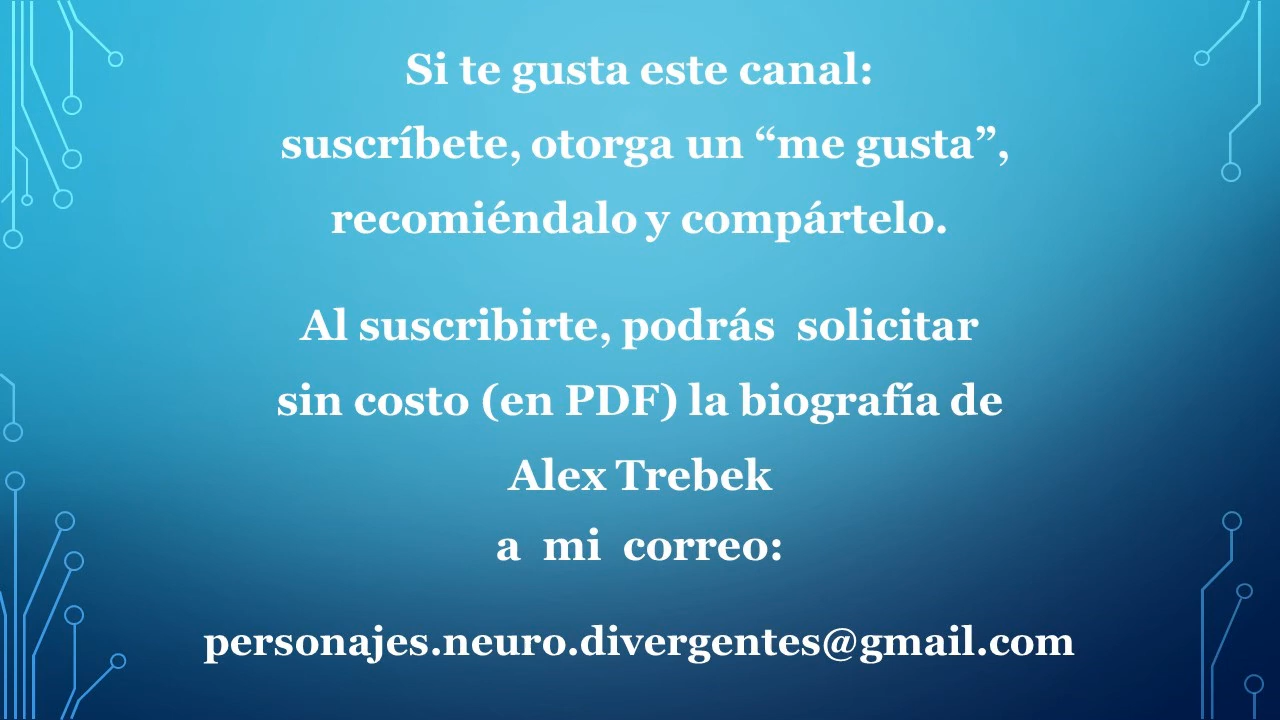 Si te gusta este canal:
suscríbete, otorga un “me gusta”,
recomiéndalo y compártelo.
Al suscribirte, podrás  solicitar
sin costo (en PDF) la biografía de
Alex Trebek
a  mi  correo:
personajes.neuro.divergentes@gmail.com